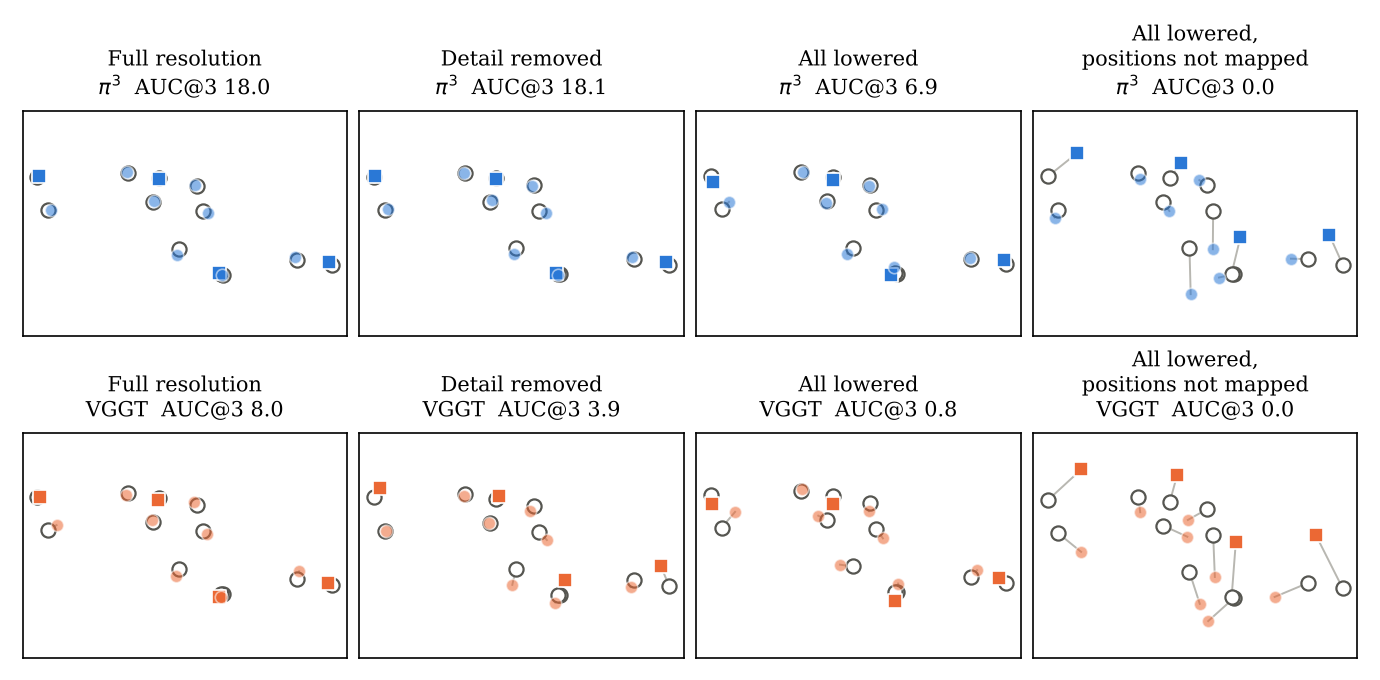 Full resolution
π³ AUC@3 18.0
Detail removed
π³ AUC@3 18.1
All lowered
π³ AUC@3 6.9
All lowered,
positions not mapped
π³ AUC@3 0.0
Full resolution
VGGT AUC@3 8.0
Detail removed
VGGT AUC@3 3.9
All lowered
VGGT AUC@3 0.8
All lowered,
positions not mapped
VGGT AUC@3 0.0